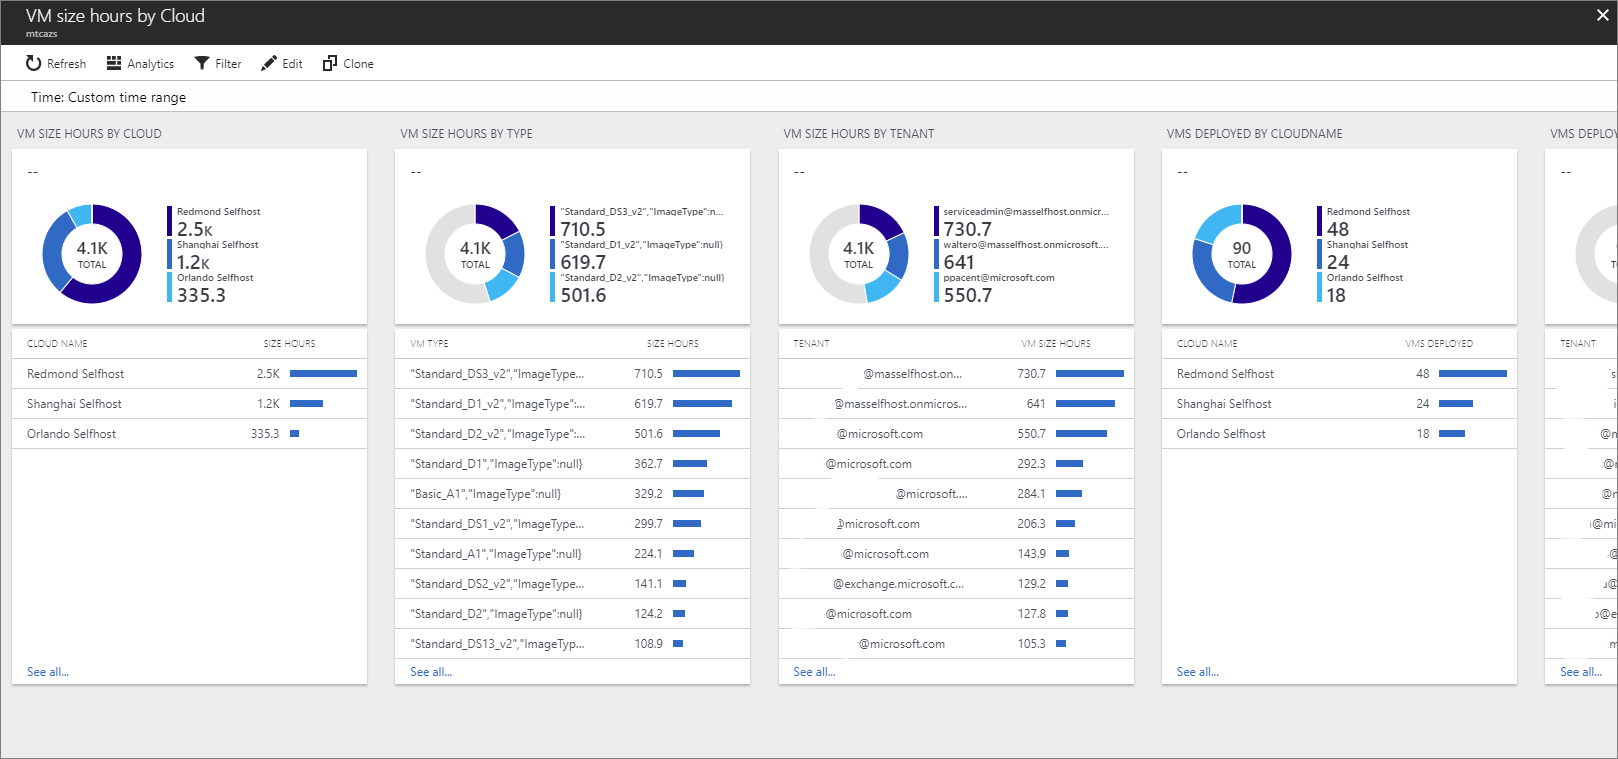 VM size hours by Cloud
mtcazs
Refresh Analytics Filter Edit Clone
Time: Custom time range
VM SIZE HOURS BY CLOUD
--
4.1K
TOTAL
Redmond Selfhost
2.5K
Shanghai Selfhost
1.2K
Orlando Selfhost
335.3
CLOUD NAME SIZE HOURS
Redmond Selfhost 2.5K
Shanghai Selfhost 1.2K
Orlando Selfhost 335.3
See all...
VM SIZE HOURS BY TYPE
--
4.1K
TOTAL
"Standard_DS3_v2","ImageType":n...
710.5
"Standard_D1_v2","ImageType":null}
619.7
"Standard_D2_v2","ImageType":null}
501.6
VM TYPE SIZE HOURS
"Standard_DS3_v2","ImageType... 710.5
"Standard_D1_v2","ImageType":... 619.7
"Standard_D2_v2","ImageType":... 501.6
"Standard_D1","ImageType":null} 362.7
"Basic_A1","ImageType":null} 329.2
"Standard_DS1_v2","ImageType... 299.7
"Standard_A1","ImageType":null} 224.1
"Standard_DS2_v2","ImageType... 141.1
"Standard_D2","ImageType":null} 124.2
"Standard_DS13_v2","ImageTyp... 108.9
See all...
VM SIZE HOURS BY TENANT
--
4.1K
TOTAL
serviceadmin@masselfhost.onmicr...
730.7
waltero@masselfhost.onmicrosoft....
641
ppacent@microsoft.com
550.7
TENANT VM SIZE HOURS
@masselfhost.on... 730.7
@masselfhost.onmicros... 641
@microsoft.com 550.7
@microsoft.com 292.3
@microsoft.... 284.1
@microsoft.com 206.3
@microsoft.com 143.9
@exchange.microsoft.c... 129.2
@microsoft.com 127.8
@microsoft.com 105.3
See all...
VMS DEPLOYED BY CLOUDNAME
--
90
TOTAL
Redmond Selfhost
48
Shanghai Selfhost
24
Orlando Selfhost
18
CLOUD NAME VMS DEPLOYED
Redmond Selfhost 48
Shanghai Selfhost 24
Orlando Selfhost 18
See all...
VMS DEPLOY
--
TENANT
See all...